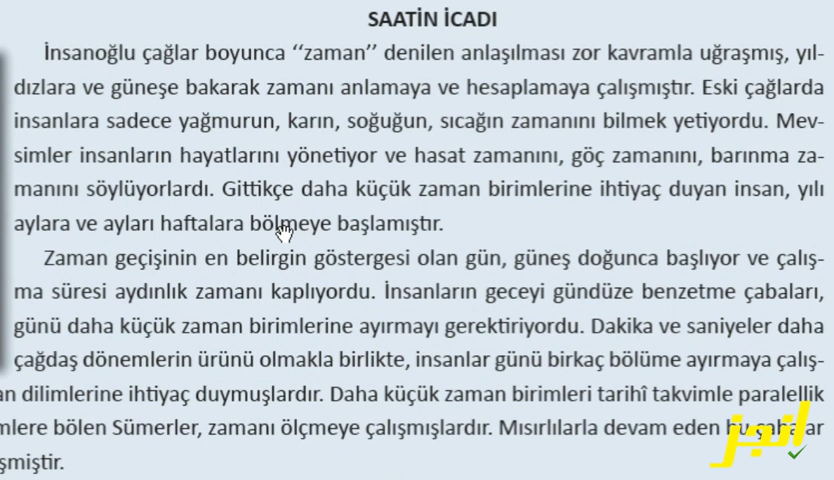 SAATİN İCADI
İnsanoğlu çağlar boyunca ‘‘zaman’’ denilen anlaşılması zor kavramla uğraşmış, yıl-
dızlara ve güneşe bakarak zamanı anlamaya ve hesaplamaya çalışmıştır. Eski çağlarda
insanlara sadece yağmurun, karın, soğuğun, sıcağın zamanını bilmek yetiyordu. Mev-
simler insanların hayatlarını yönetiyor ve hasat zamanını, göç zamanını, barınma za-
manını söylüyorlardı. Gittikçe daha küçük zaman birimlerine ihtiyaç duyan insan, yılı
aylara ve ayları haftalara bölmeye başlamıştır.
Zaman geçişinin en belirgin göstergesi olan gün, güneş doğunca başlıyor ve çalış-
ma süresi aydınlık zamanı kaplıyordu. İnsanların geceyi gündüze benzetme çabaları,
günü daha küçük zaman birimlerine ayırmayı gerektiriyordu. Dakika ve saniyeler daha
çağdaş dönemlerin ürünü olmakla birlikte, insanlar günü birkaç bölüme ayırmaya çalış-
an dilimlerine ihtiyaç duymuşlardır. Daha küçük zaman birimleri tarihî takvimle paralellik
mlere bölen Sümerler, zamanı ölçmeye çalışmışlardır. Mısırlılarla devam eden bu çabalar
şmiştir.
انجز